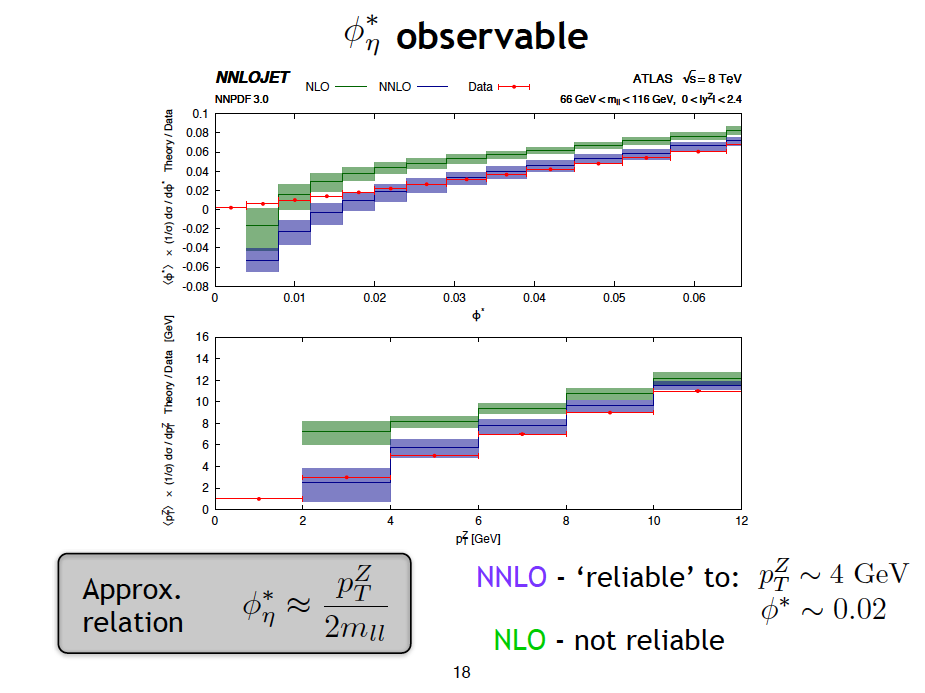 ϕ*η observable
NNLOJET
NNPDF 3.0
NLO
NNLO
Data
ATLAS √s = 8 TeV
66 GeV < mll < 116 GeV, 0 < |yZ| < 2.4
⟨ϕ*⟩ × (1/σ) dσ / dϕ* Theory / Data
0.1
0.08
0.06
0.04
0.02
0
-0.02
-0.04
-0.06
-0.08
0 0.01 0.02 0.03 0.04 0.05 0.06
ϕ*
⟨pTZ⟩ × (1/σ) dσ / dpTZ Theory / Data [GeV]
16
14
12
10
8
6
4
2
0
0 2 4 6 8 10 12
pTZ [GeV]
Approx.
relation
ϕ*η ≈ pTZ / 2mll
NNLO - ‘reliable’ to: pTZ ∼ 4 GeV
ϕ* ∼ 0.02
NLO - not reliable
18